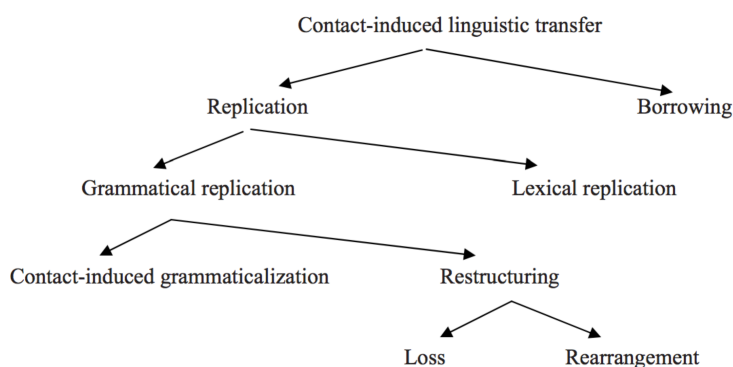 Contact-induced linguistic transfer
Replication Borrowing
Grammatical replication Lexical replication
Contact-induced grammaticalization Restructuring
Loss Rearrangement